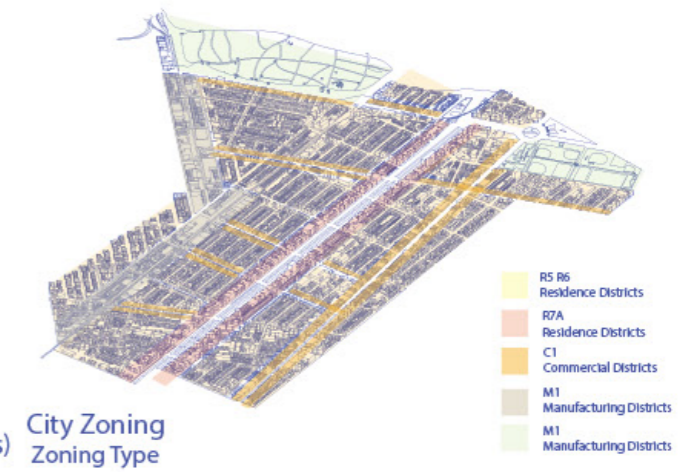 R5 R6
Residence Districts
R7A
Residence Districts
C1
Commercial Districts
M1
Manufacturing Districts
M1
Manufacturing Districts
s) City Zoning
Zoning Type